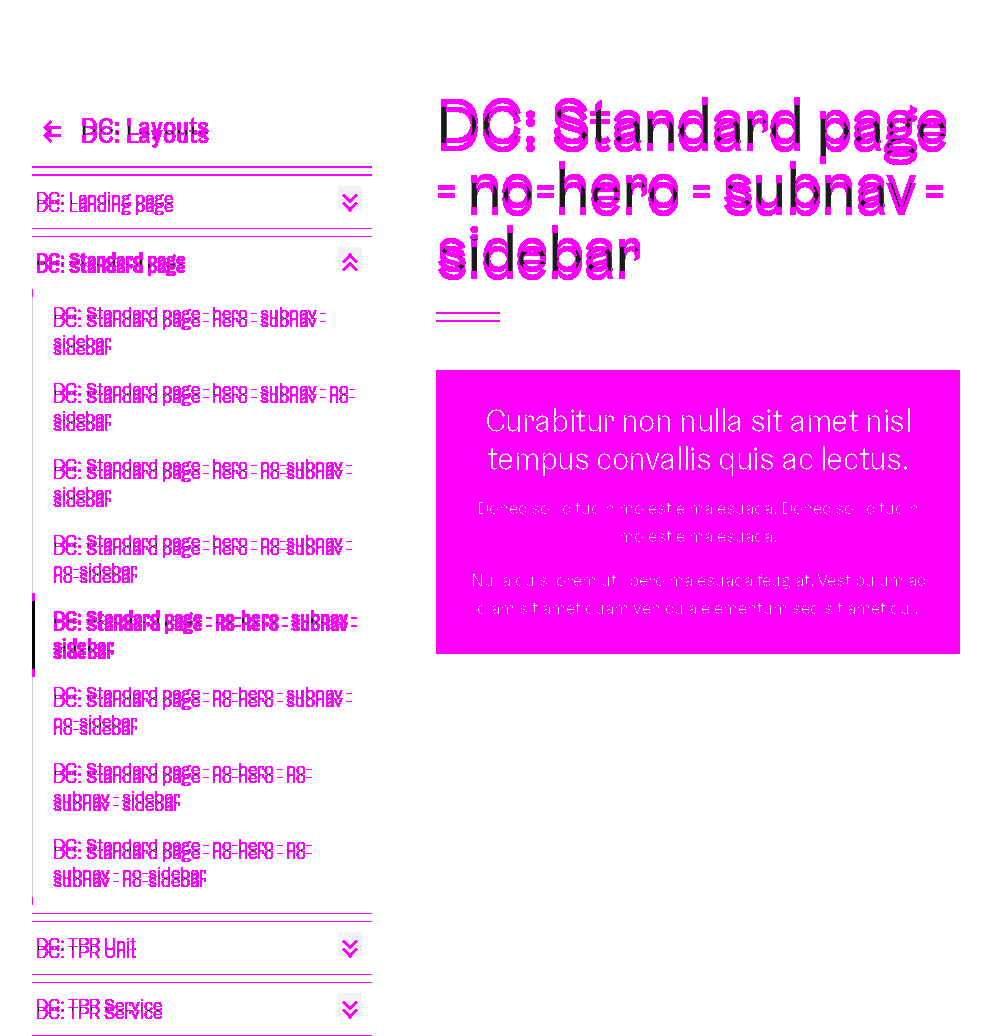 DC: Layouts
DC: Landing page
DC: Standard page
DC: Standard page - hero - subnav -
sidebar
DC: Standard page - hero - subnav - no-
sidebar
DC: Standard page - hero - no-subnav -
sidebar
DC: Standard page - hero - no-subnav -
no-sidebar
DC: Standard page - no-hero - subnav -
sidebar
DC: Standard page - no-hero - subnav -
no-sidebar
DC: Standard page - no-hero - no-
subnav - sidebar
DC: Standard page - no-hero - no-
subnav - no-sidebar
DC: TPR Unit
DC: TPR Service
DC: Standard page
- no-hero - subnav -
sidebar
Curabitur non nulla sit amet nisl
tempus convallis quis ac lectus.
Donec sollicitudin molestie malesuada. Donec sollicitudin
molestie malesuada.
Nulla quis lorem ut libero malesuada feugiat. Vestibulum ac
diam sit amet quam vehicula elementum sed sit amet dui.